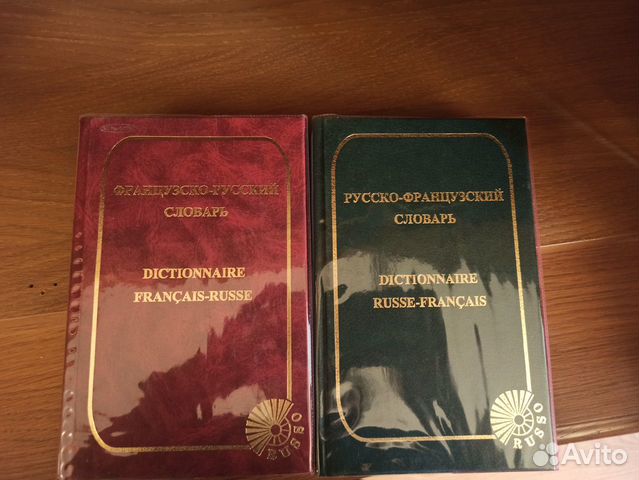 ФРАНЦУЗСКО-РУССКИЙ
СЛОВАРЬ
DICTIONNAIRE
FRANÇAIS-RUSSE
RUSSO
РУССКО-ФРАНЦУЗСКИЙ
СЛОВАРЬ
DICTIONNAIRE
RUSSE-FRANÇAIS
RUSSO
Avito